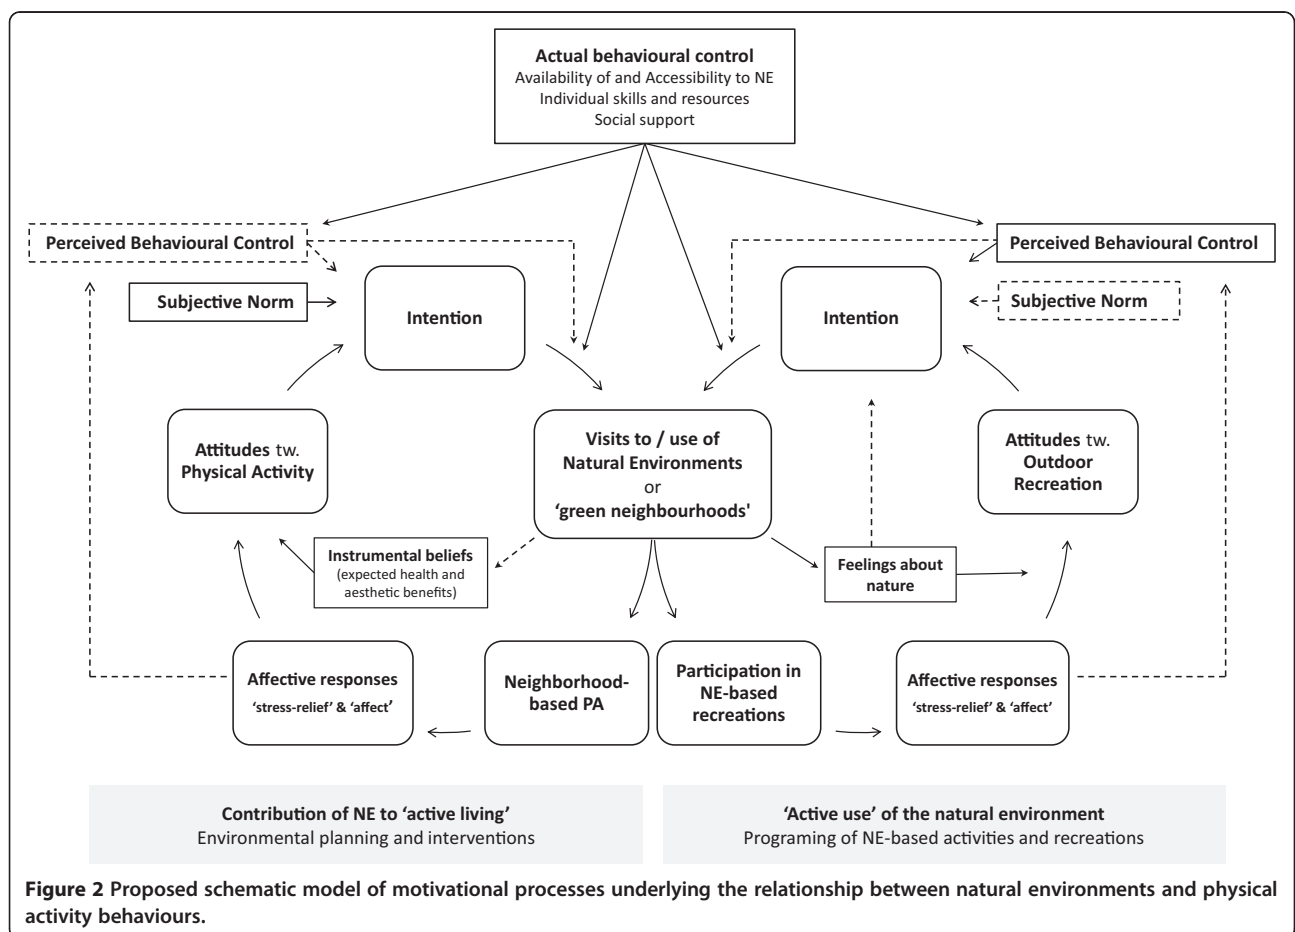 Actual behavioural control
Availability of and Accessibility to NE
Individual skills and resources
Social support
Perceived Behavioural Control
Perceived Behavioural Control
Subjective Norm
Subjective Norm
Intention
Intention
Attitudes tw.
Physical Activity
Visits to / use of
Natural Environments
or
‘green neighbourhoods'
Attitudes tw.
Outdoor
Recreation
Instrumental beliefs
(expected health and
aesthetic benefits)
Feelings about
nature
Affective responses
‘stress-relief’ & ‘affect’
Neighborhood-
based PA
Participation in
NE-based
recreations
Affective responses
‘stress-relief’ & ‘affect’
Contribution of NE to ‘active living’
Environmental planning and interventions
‘Active use’ of the natural environment
Programing of NE-based activities and recreations
Figure 2 Proposed schematic model of motivational processes underlying the relationship between natural environments and physical
activity behaviours.